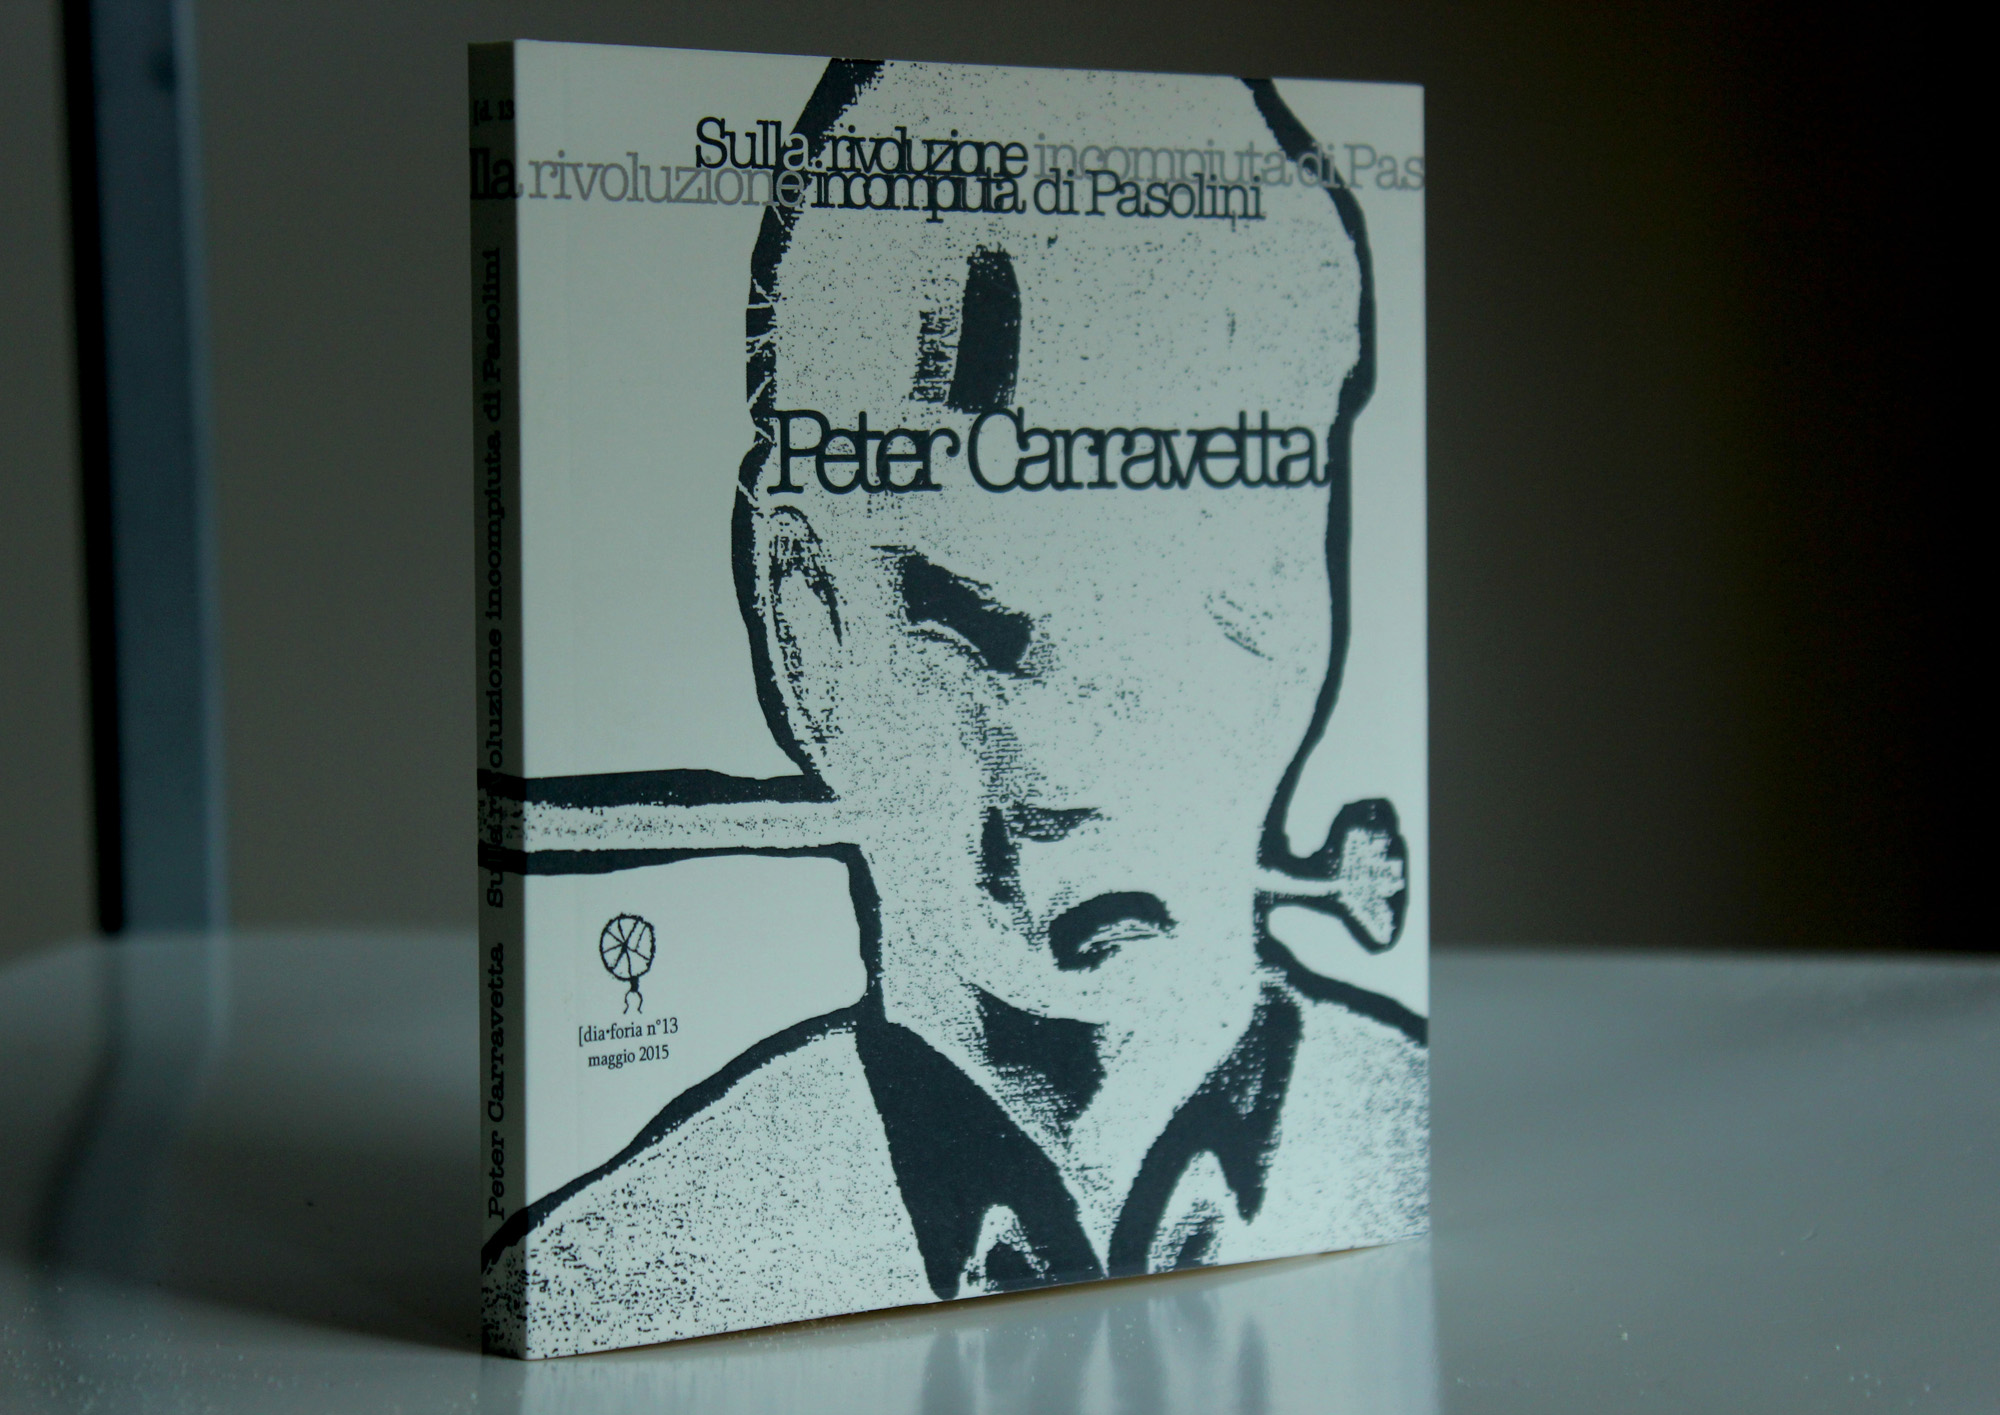 [d. 13
Sulla rivoluzione incompiuta di Pas
lla rivoluzione incompiuta di Pasolini
Peter Carravetta
[dia•foria n°13
maggio 2015
Peter Carravetta Sulla rivoluzione incompiuta di Pasolini